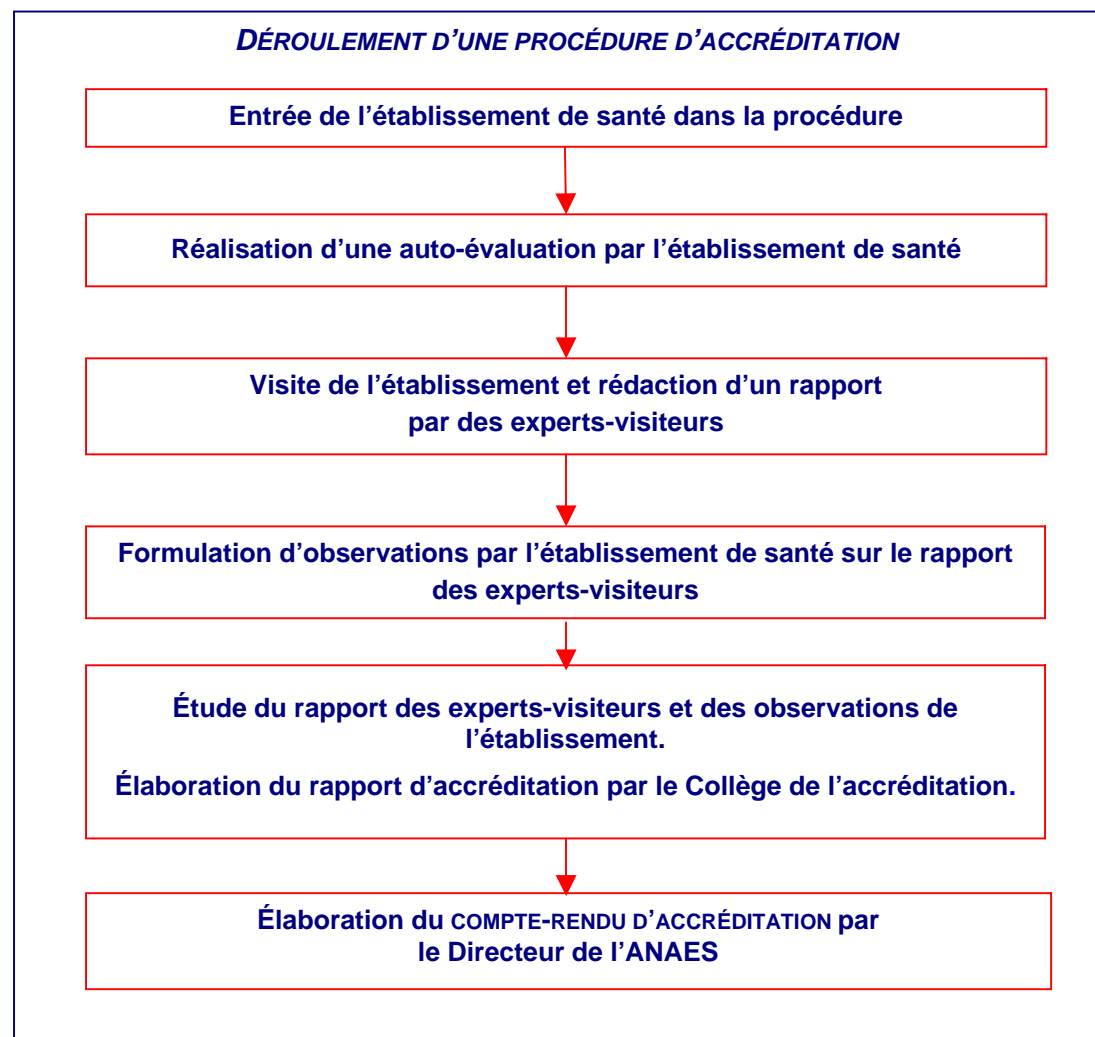 DÉROULEMENT D’UNE PROCÉDURE D’ACCRÉDITATION
Entrée de l’établissement de santé dans la procédure
Réalisation d’une auto-évaluation par l’établissement de santé
Visite de l’établissement et rédaction d’un rapport
par des experts-visiteurs
Formulation d’observations par l’établissement de santé sur le rapport
des experts-visiteurs
Étude du rapport des experts-visiteurs et des observations de
l’établissement.
Élaboration du rapport d’accréditation par le Collège de l’accréditation.
Élaboration du COMPTE-RENDU D’ACCRÉDITATION par
le Directeur de l’ANAES